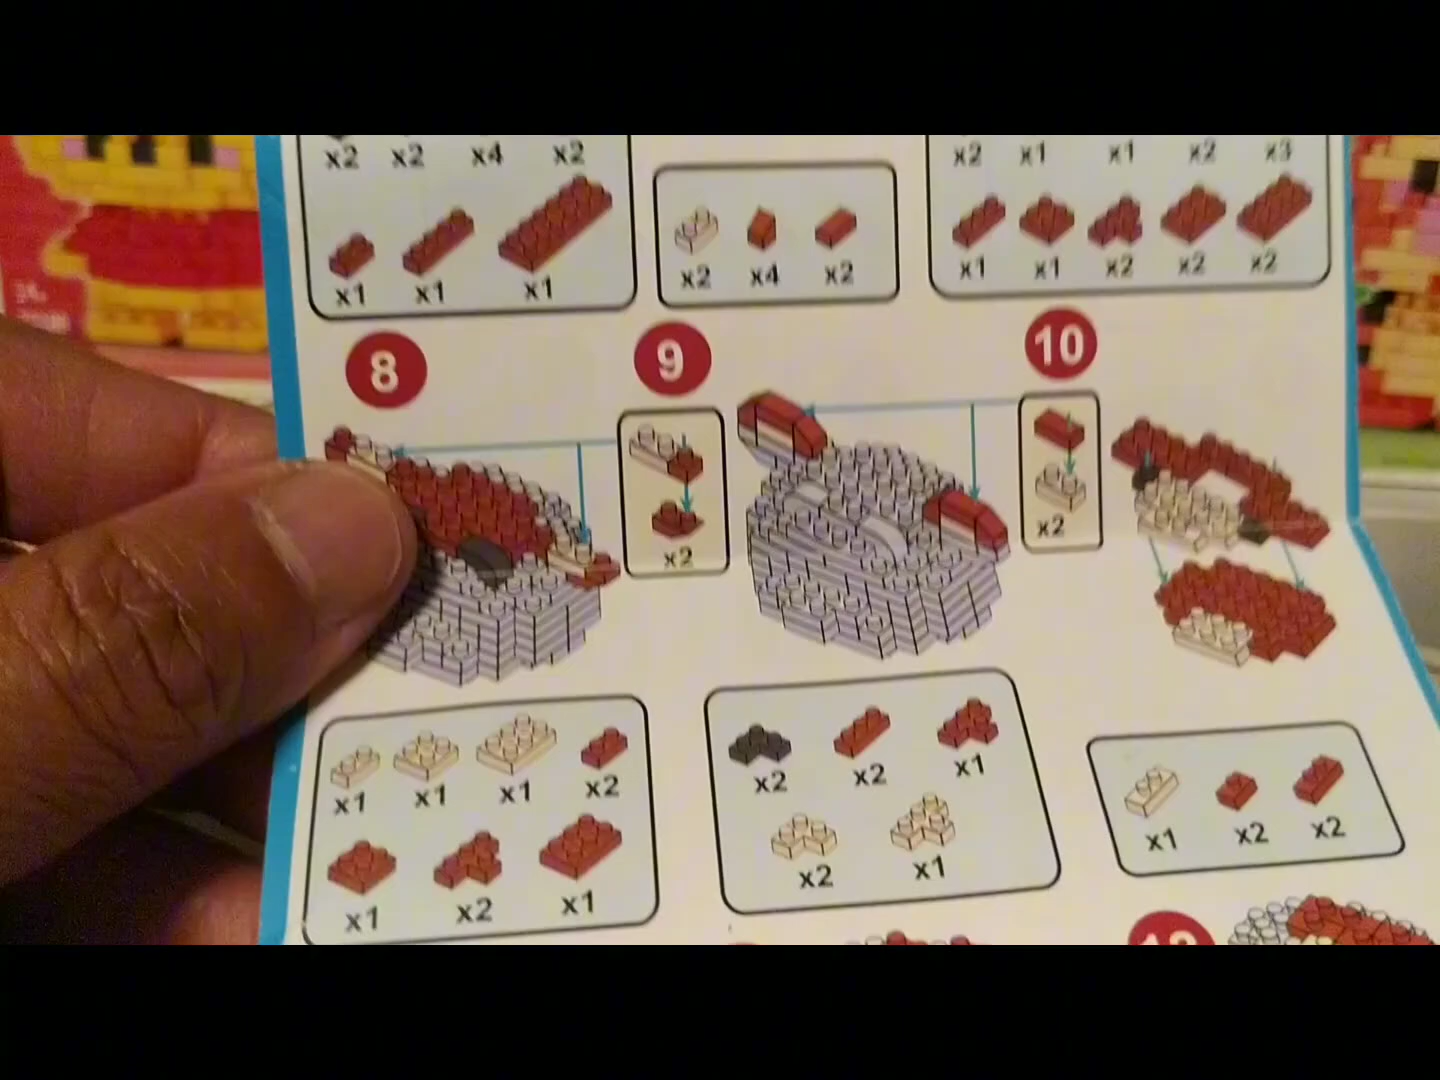 x2 x2 x4 x2
x1 x1 x1
x2 x4 x2
x2 x1 x1 x2 x3
x1 x1 x2 x2 x2
8
9
10
x2
x2
x1 x1 x1 x2
x1 x2 x1
x2 x2 x1
x2 x1
x1 x2 x2